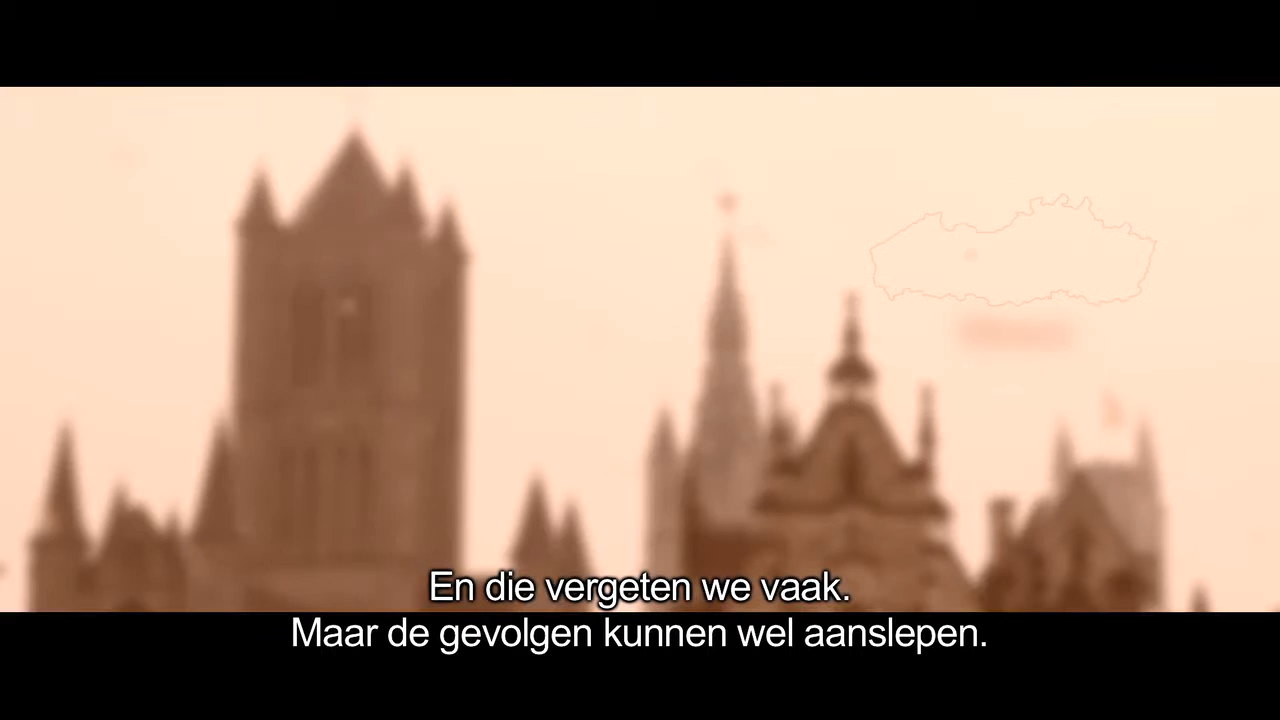 En die vergeten we vaak.
Maar de gevolgen kunnen wel aanslepen.